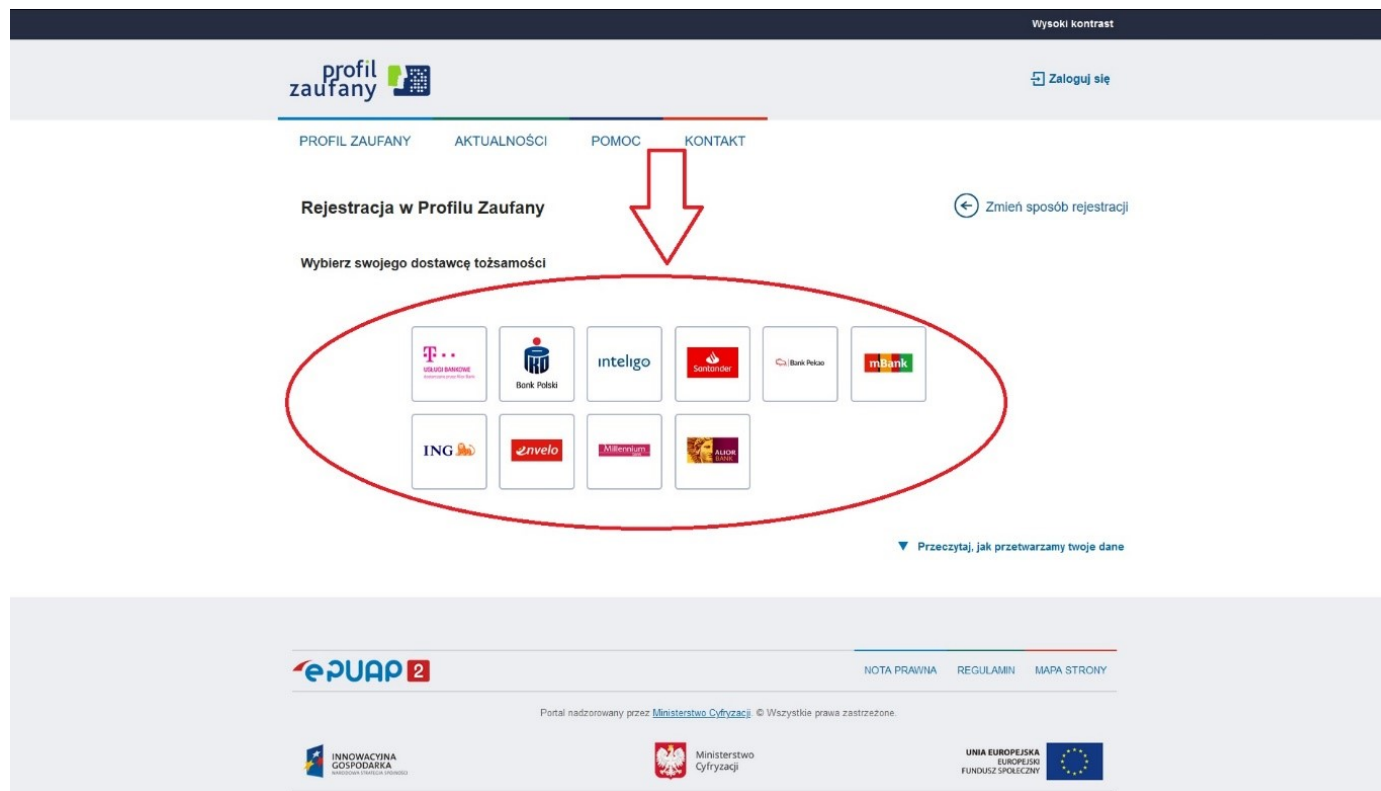 Wysoki kontrast
profil
zaufany
Zaloguj się
PROFIL ZAUFANY AKTUALNOŚCI POMOC KONTAKT
Rejestracja w Profilu Zaufany
Zmień sposób rejestracji
Wybierz swojego dostawcę tożsamości
T
USŁUGI BANKOWE
Bank Polski
inteligo
Santander
Bank Pekao
mBank
ING
envelo
Millennium
ALIOR
BANK
Przeczytaj, jak przetwarzamy twoje dane
ePUAP 2
NOTA PRAWNA REGULAMIN MAPA STRONY
Portal nadzorowany przez Ministerstwo Cyfryzacji. © Wszystkie prawa zastrzeżone.
INNOWACYJNA
GOSPODARKA
NARODOWA STRATEGIA SPÓJNOŚCI
Ministerstwo
Cyfryzacji
UNIA EUROPEJSKA
EUROPEJSKI
FUNDUSZ SPOŁECZNY